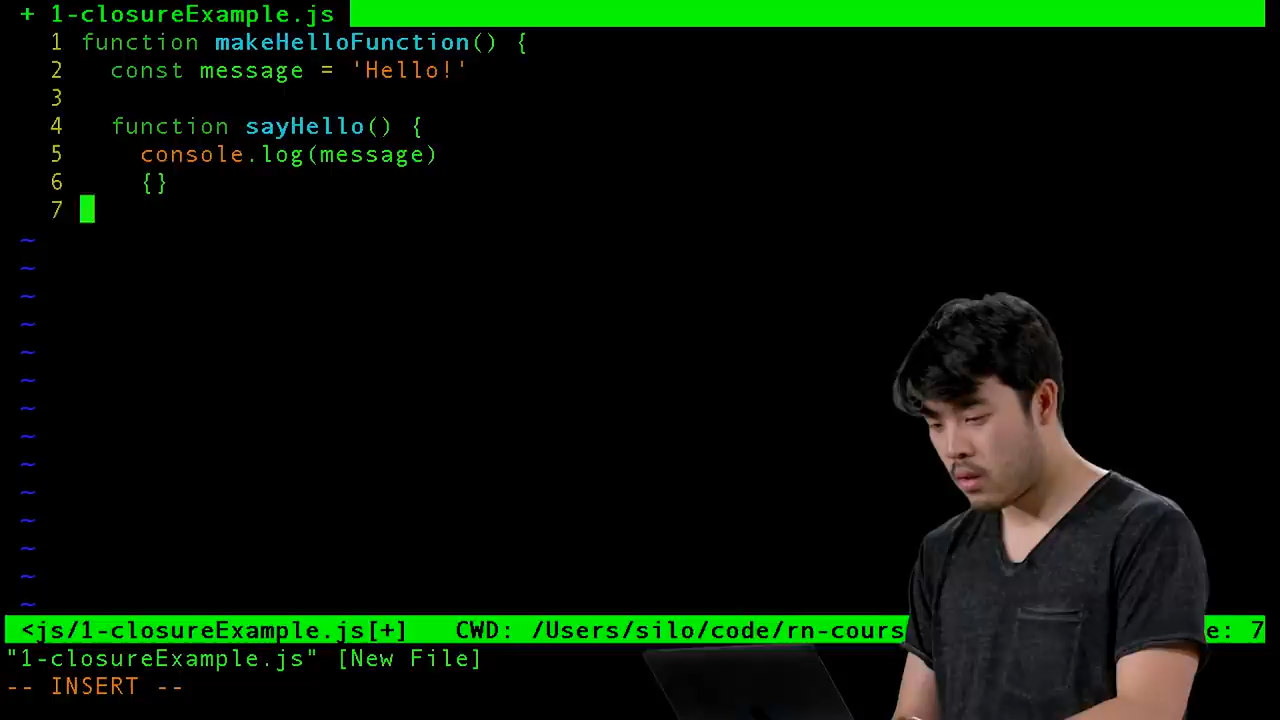 + 1-closureExample.js
1 function makeHelloFunction() {
2   const message = 'Hello!'
3
4   function sayHello() {
5     console.log(message)
6     {}
7
~
~
~
~
~
~
~
~
~
~
~
~
~
~
<js/1-closureExample.js[+]   CWD: /Users/silo/code/rn-cours e: 7
"1-closureExample.js" [New File]
-- INSERT --